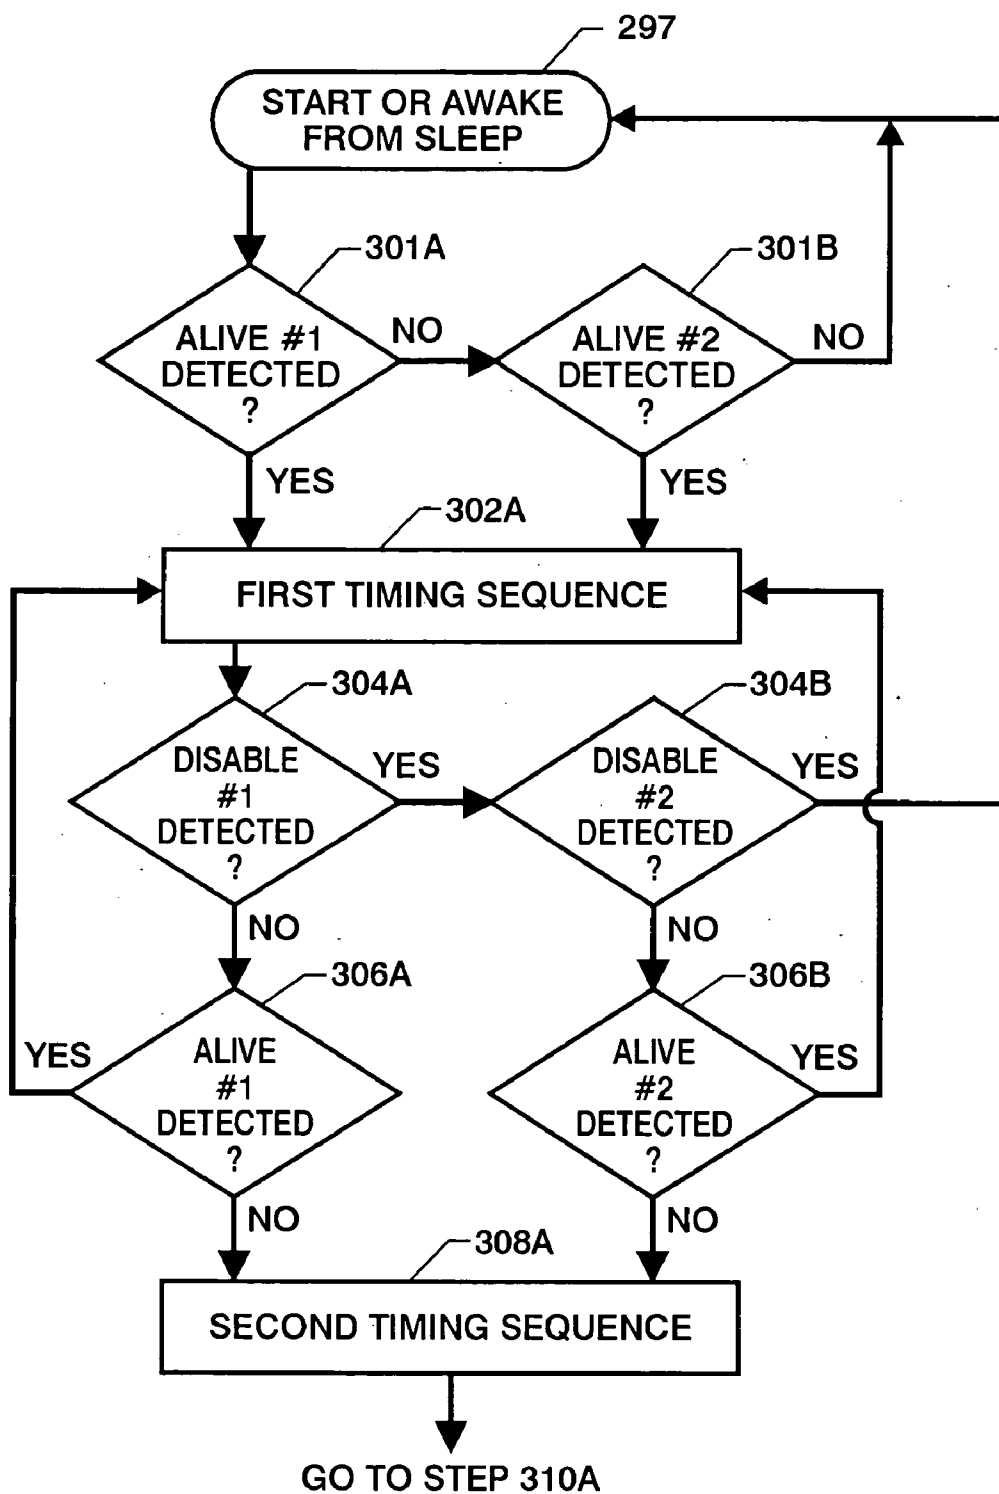 297
START OR AWAKE
FROM SLEEP
301A
301B
ALIVE #1
DETECTED
?
NO
ALIVE #2
DETECTED
?
NO
YES
YES
302A
FIRST TIMING SEQUENCE
304A
304B
DISABLE
#1
DETECTED
?
YES
DISABLE
#2
DETECTED
?
YES
NO
NO
306A
306B
YES
ALIVE
#1
DETECTED
?
ALIVE
#2
DETECTED
?
YES
NO
NO
308A
SECOND TIMING SEQUENCE
GO TO STEP 310A